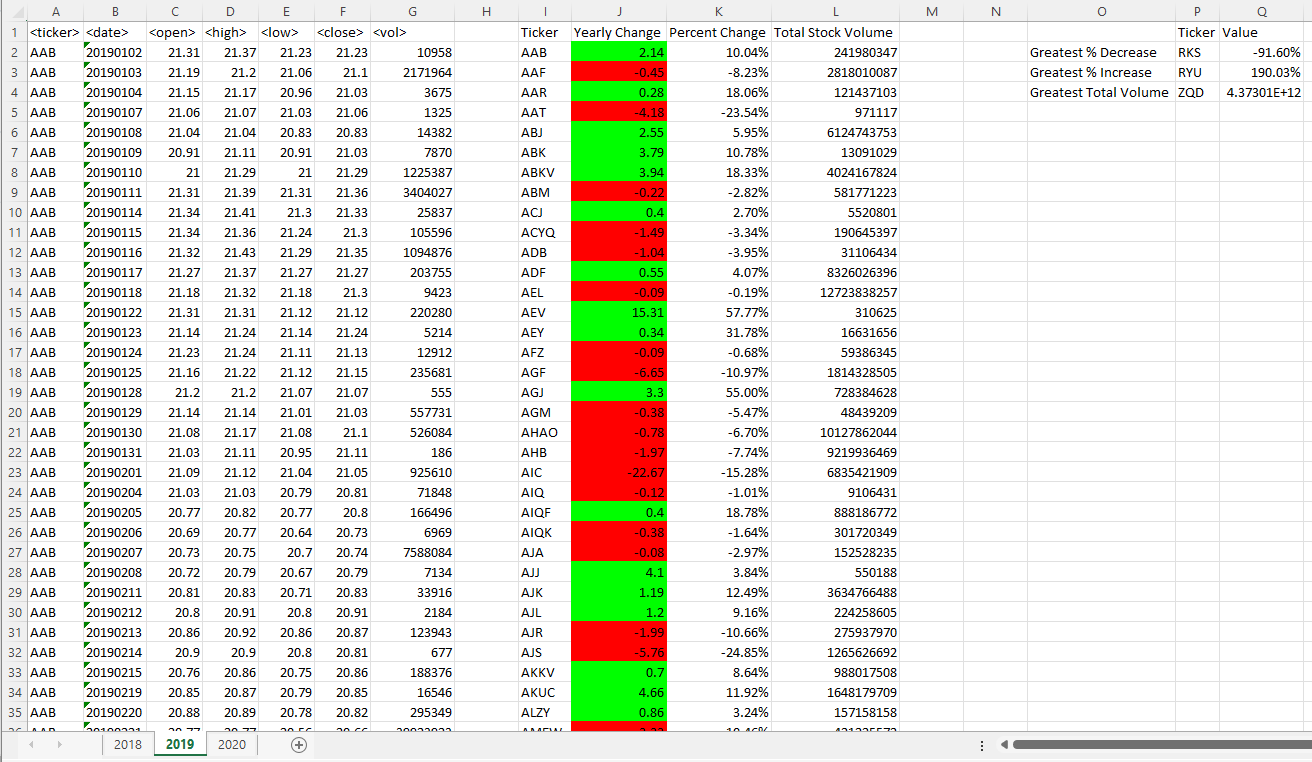 A B C D E F G H I J K L M N O P Q
1 <ticker> <date> <open> <high> <low> <close> <vol> Ticker Yearly Change Percent Change Total Stock Volume Ticker Value
2 AAB 20190102 21.31 21.37 21.23 21.23 10958 AAB 2.14 10.04% 241980347 Greatest % Decrease RKS -91.60%
3 AAB 20190103 21.19 21.2 21.06 21.1 2171964 AAF -0.45 -8.23% 2818010087 Greatest % Increase RYU 190.03%
4 AAB 20190104 21.15 21.17 20.96 21.03 3675 AAR 0.28 18.06% 121437103 Greatest Total Volume ZQD 4.37301E+12
5 AAB 20190107 21.06 21.07 21.03 21.06 1325 AAT -4.18 -23.54% 971117
6 AAB 20190108 21.04 21.04 20.83 20.83 14382 ABJ 2.55 5.95% 6124743753
7 AAB 20190109 20.91 21.11 20.91 21.03 7870 ABK 3.79 10.78% 13091029
8 AAB 20190110 21 21.29 21 21.29 1225387 ABKV 3.94 18.33% 4024167824
9 AAB 20190111 21.31 21.39 21.31 21.36 3404027 ABM -0.22 -2.82% 581771223
10 AAB 20190114 21.34 21.41 21.3 21.33 25837 ACJ 0.4 2.70% 5520801
11 AAB 20190115 21.34 21.36 21.24 21.3 105596 ACYQ -1.49 -3.34% 190645397
12 AAB 20190116 21.32 21.43 21.29 21.35 1094876 ADB -1.04 -3.95% 31106434
13 AAB 20190117 21.27 21.37 21.27 21.27 203755 ADF 0.55 4.07% 8326026396
14 AAB 20190118 21.18 21.32 21.18 21.3 9423 AEL -0.09 -0.19% 12723838257
15 AAB 20190122 21.31 21.31 21.12 21.12 220280 AEV 15.31 57.77% 310625
16 AAB 20190123 21.14 21.24 21.14 21.24 5214 AEY 0.34 31.78% 16631656
17 AAB 20190124 21.23 21.24 21.11 21.13 12912 AFZ -0.09 -0.68% 59386345
18 AAB 20190125 21.16 21.22 21.12 21.15 235681 AGF -6.65 -10.97% 1814328505
19 AAB 20190128 21.2 21.2 21.07 21.07 555 AGJ 3.3 55.00% 728384628
20 AAB 20190129 21.14 21.14 21.01 21.03 557731 AGM -0.38 -5.47% 48439209
21 AAB 20190130 21.08 21.17 21.08 21.1 526084 AHAO -0.78 -6.70% 10127862044
22 AAB 20190131 21.03 21.11 20.95 21.11 186 AHB -1.97 -7.74% 9219936469
23 AAB 20190201 21.09 21.12 21.04 21.05 925610 AIC -22.67 -15.28% 6835421909
24 AAB 20190204 21.03 21.03 20.79 20.81 71848 AIQ -0.12 -1.01% 9106431
25 AAB 20190205 20.77 20.82 20.77 20.8 166496 AIQF 0.4 18.78% 888186772
26 AAB 20190206 20.69 20.77 20.64 20.73 6969 AIQK -0.38 -1.64% 301720349
27 AAB 20190207 20.73 20.75 20.7 20.74 7588084 AJA -0.08 -2.97% 152528235
28 AAB 20190208 20.72 20.79 20.67 20.79 7134 AJJ 4.1 3.84% 550188
29 AAB 20190211 20.81 20.83 20.71 20.83 33916 AJK 1.19 12.49% 3634766488
30 AAB 20190212 20.8 20.91 20.8 20.91 2184 AJL 1.2 9.16% 224258605
31 AAB 20190213 20.86 20.92 20.86 20.87 123943 AJR -1.99 -10.66% 275937970
32 AAB 20190214 20.9 20.9 20.8 20.81 677 AJS -5.76 -24.85% 1265626692
33 AAB 20190215 20.76 20.86 20.75 20.86 188376 AKKV 0.7 8.64% 988017508
34 AAB 20190219 20.85 20.87 20.79 20.85 16546 AKUC 4.66 11.92% 1648179709
35 AAB 20190220 20.88 20.89 20.78 20.82 295349 ALZY 0.86 3.24% 157158158
2018 2019 2020